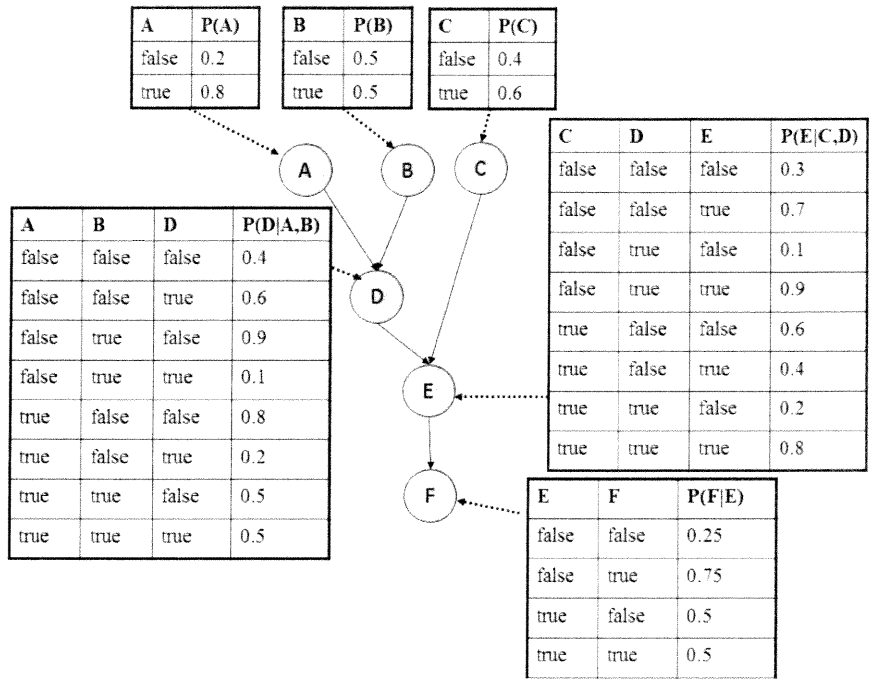 A P(A)
false 0.2
true 0.8
B P(B)
false 0.5
true 0.5
C P(C)
false 0.4
true 0.6
A
B
C
C D E P(E|C,D)
false false false 0.3
false false true 0.7
false true false 0.1
false true true 0.9
true false false 0.6
true false true 0.4
true true false 0.2
true true true 0.8
A B D P(D|A,B)
false false false 0.4
false false true 0.6
false true false 0.9
false true true 0.1
true false false 0.8
true false true 0.2
true true false 0.5
true true true 0.5
D
E
F
E F P(F|E)
false false 0.25
false true 0.75
true false 0.5
true true 0.5